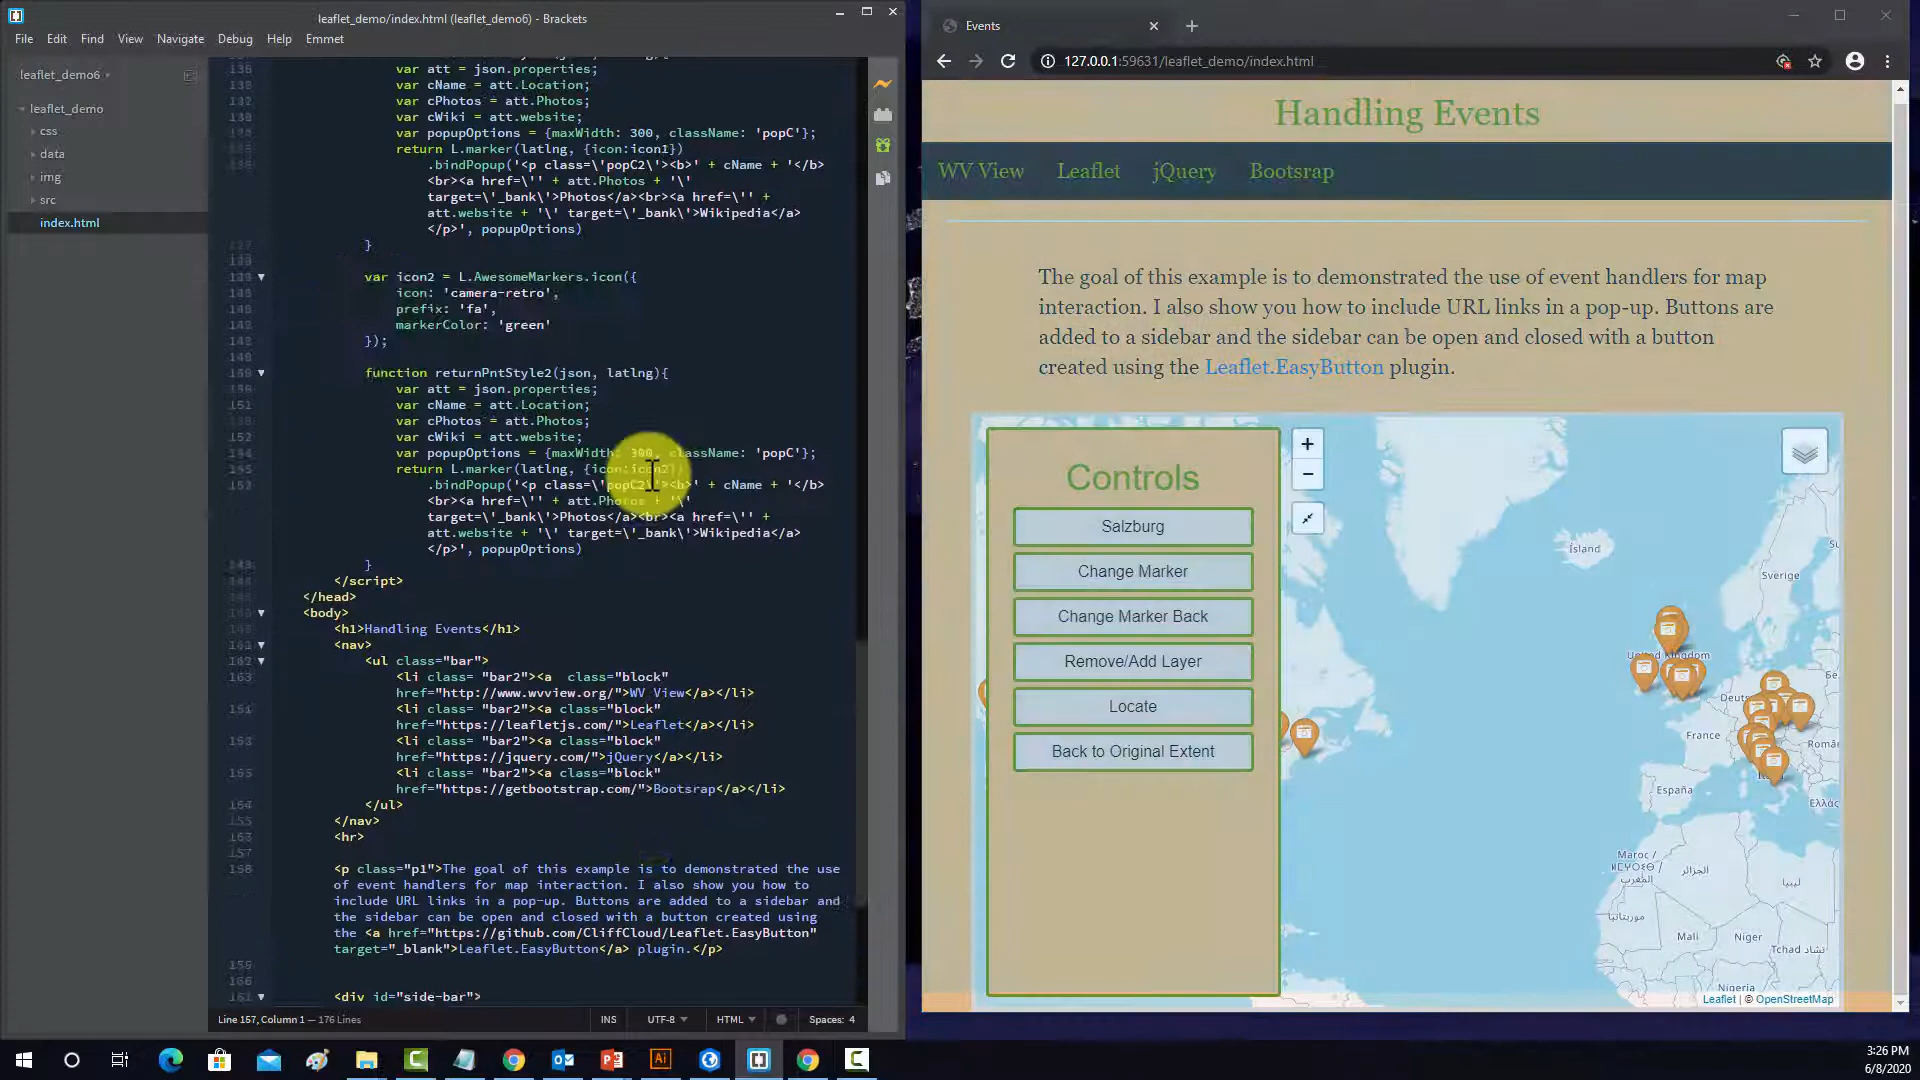 leaflet_demo/index.html (leaflet_demo6) - Brackets
File Edit Find View Navigate Debug Help Emmet
leaflet_demo6
leaflet_demo
css
data
img
src
index.html
var att = json.properties;
var cName = att.Location;
var cPhotos = att.Photos;
var cWiki = att.website;
var popupOptions = {maxWidth: 300, className: 'popC'};
return L.marker(latlng, {icon:icon1})
.bindPopup('<p class=\'popC2\'><b>' + cName + '</b>
<br><a href=\'' + att.Photos + '\'
target=\'_bank\'>Photos</a><br><a href=\'' +
att.website + '\' target=\'_bank\'>Wikipedia</a>
</p>', popupOptions)
}
var icon2 = L.AwesomeMarkers.icon({
icon: 'camera-retro',
prefix: 'fa',
markerColor: 'green'
});
function returnPntStyle2(json, latlng){
var att = json.properties;
var cName = att.Location;
var cPhotos = att.Photos;
var cWiki = att.website;
var popupOptions = {maxWidth: 300, className: 'popC'};
return L.marker(latlng, {icon:icon2})
.bindPopup('<p class=\'popC2\'><b>' + cName + '</b>
<br><a href=\'' + att.Photos + '\'
target=\'_bank\'>Photos</a><br><a href=\'' +
att.website + '\' target=\'_bank\'>Wikipedia</a>
</p>', popupOptions)
}
</script>
</head>
<body>
<h1>Handling Events</h1>
<nav>
<ul class="bar">
<li class= "bar2"><a  class="block"
href="http://www.wvview.org/">WV View</a></li>
<li class= "bar2"><a class="block"
href="https://leafletjs.com/">Leaflet</a></li>
<li class= "bar2"><a class="block"
href="https://jquery.com/">jQuery</a></li>
<li class= "bar2"><a class="block"
href="https://getbootstrap.com/">Bootsrap</a></li>
</ul>
</nav>
<hr>
<p class="p1">The goal of this example is to demonstrated the use
of event handlers for map interaction. I also show you how to
include URL links in a pop-up. Buttons are added to a sidebar and
the sidebar can be open and closed with a button created using
the <a href="https://github.com/CliffCloud/Leaflet.EasyButton"
target="_blank">Leaflet.EasyButton</a> plugin.</p>
<div id="side-bar">
Line 157, Column 1 — 176 Lines
INS UTF-8 HTML Spaces: 4
Events
127.0.0.1:59631/leaflet_demo/index.html
Handling Events
WV View Leaflet jQuery Bootsrap
The goal of this example is to demonstrated the use of event handlers for map
interaction. I also show you how to include URL links in a pop-up. Buttons are
added to a sidebar and the sidebar can be open and closed with a button
created using the Leaflet.EasyButton plugin.
Controls
Salzburg
Change Marker
Change Marker Back
Remove/Add Layer
Locate
Back to Original Extent
+
−
Ísland
Sverige
United Kingdom
France
España
Maroc /
المغرب
الجزائر
ليبيا
موريتانيا
Mali
Niger
Nigeria
Leaflet | © OpenStreetMap
3:26 PM
6/8/2020